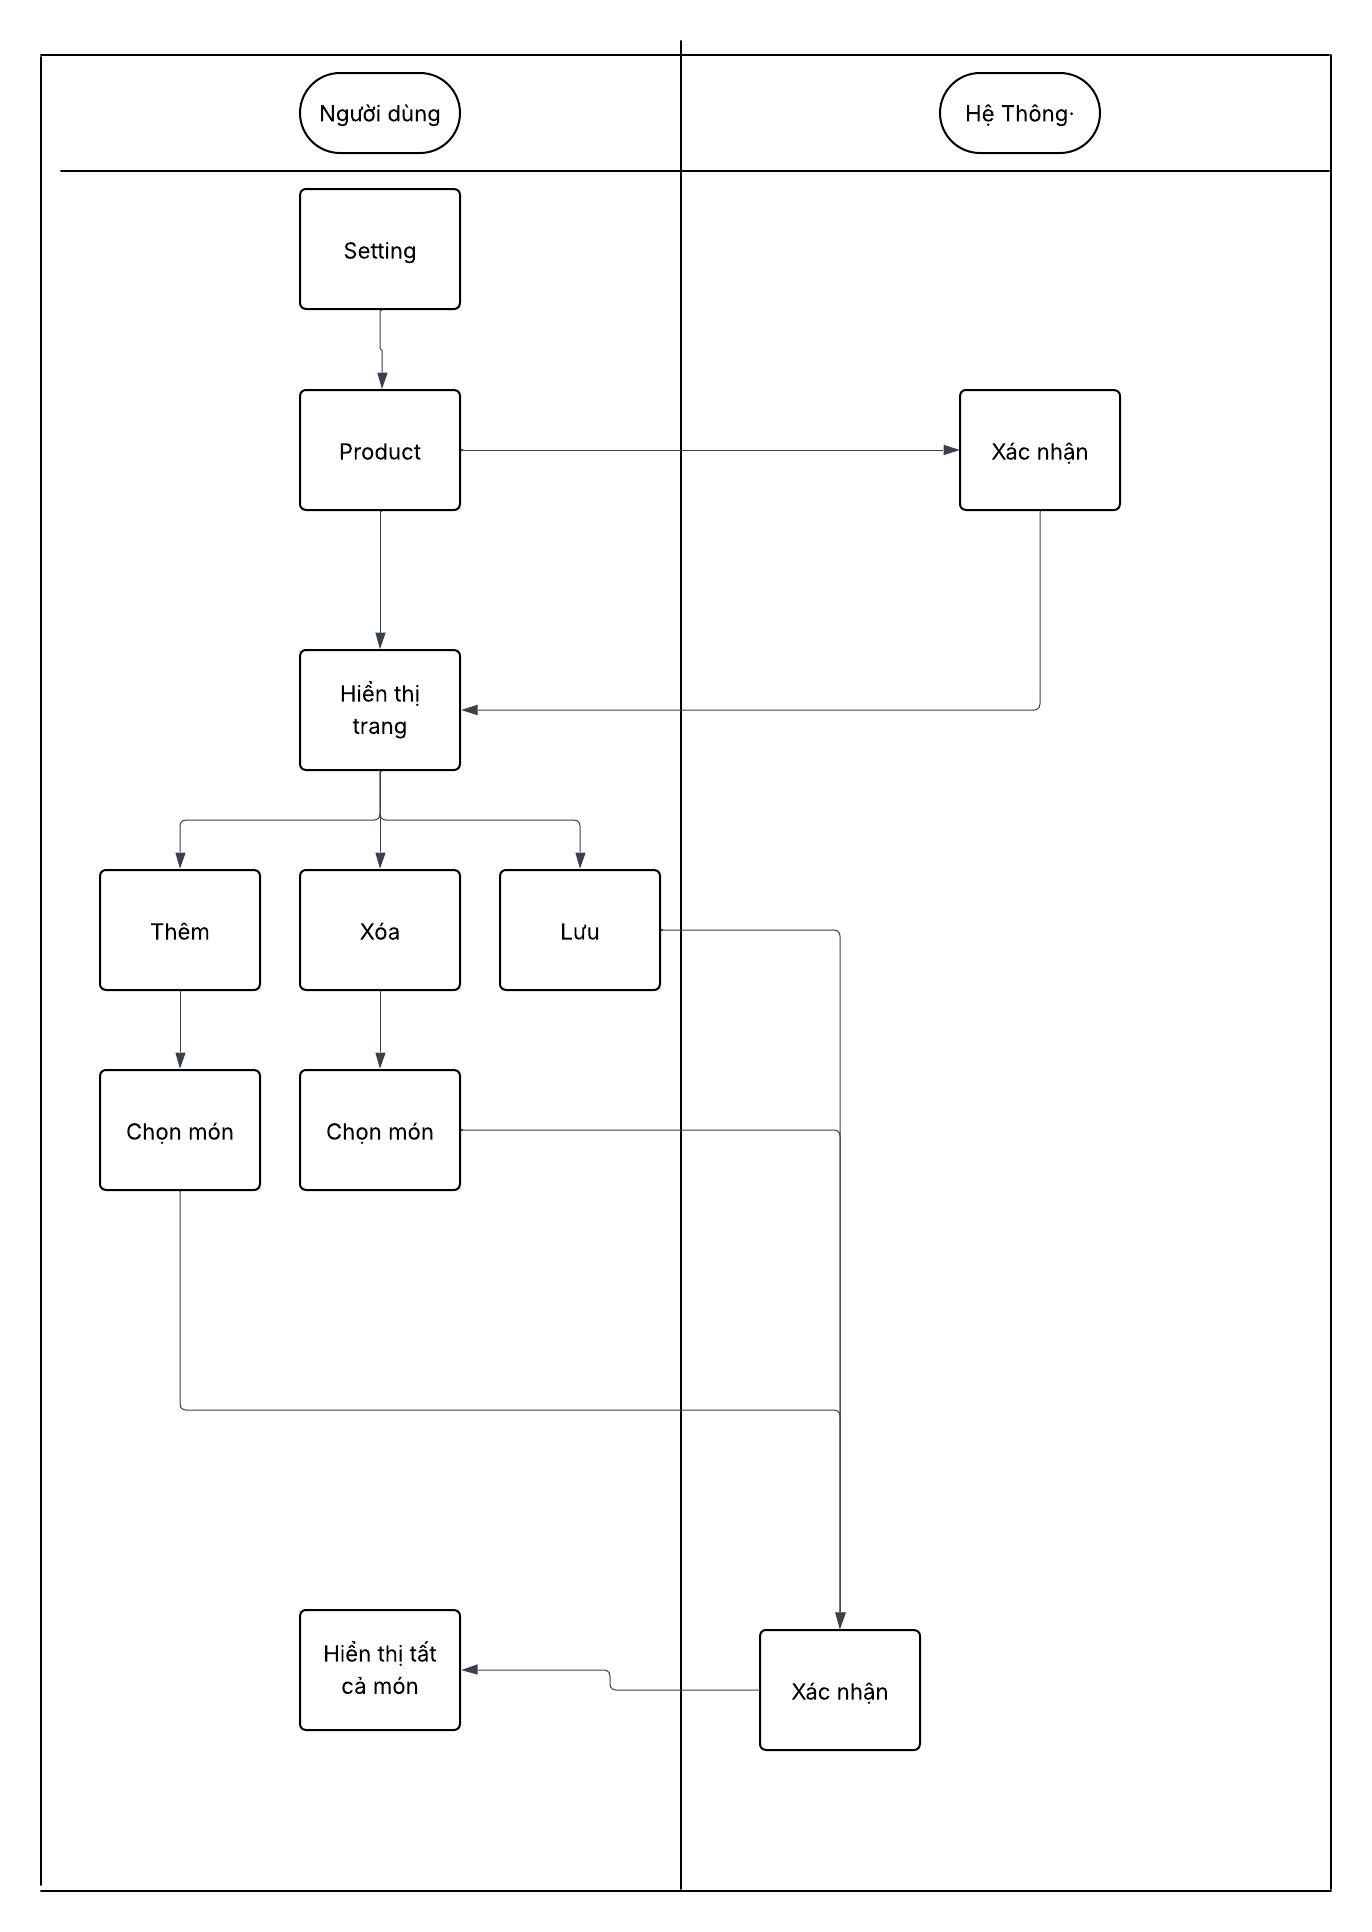 Người dùng
Hệ Thông·
Setting
Product
Xác nhận
Hiển thị
trang
Thêm
Xóa
Lưu
Chọn món
Chọn món
Hiển thị tất
cả món
Xác nhận